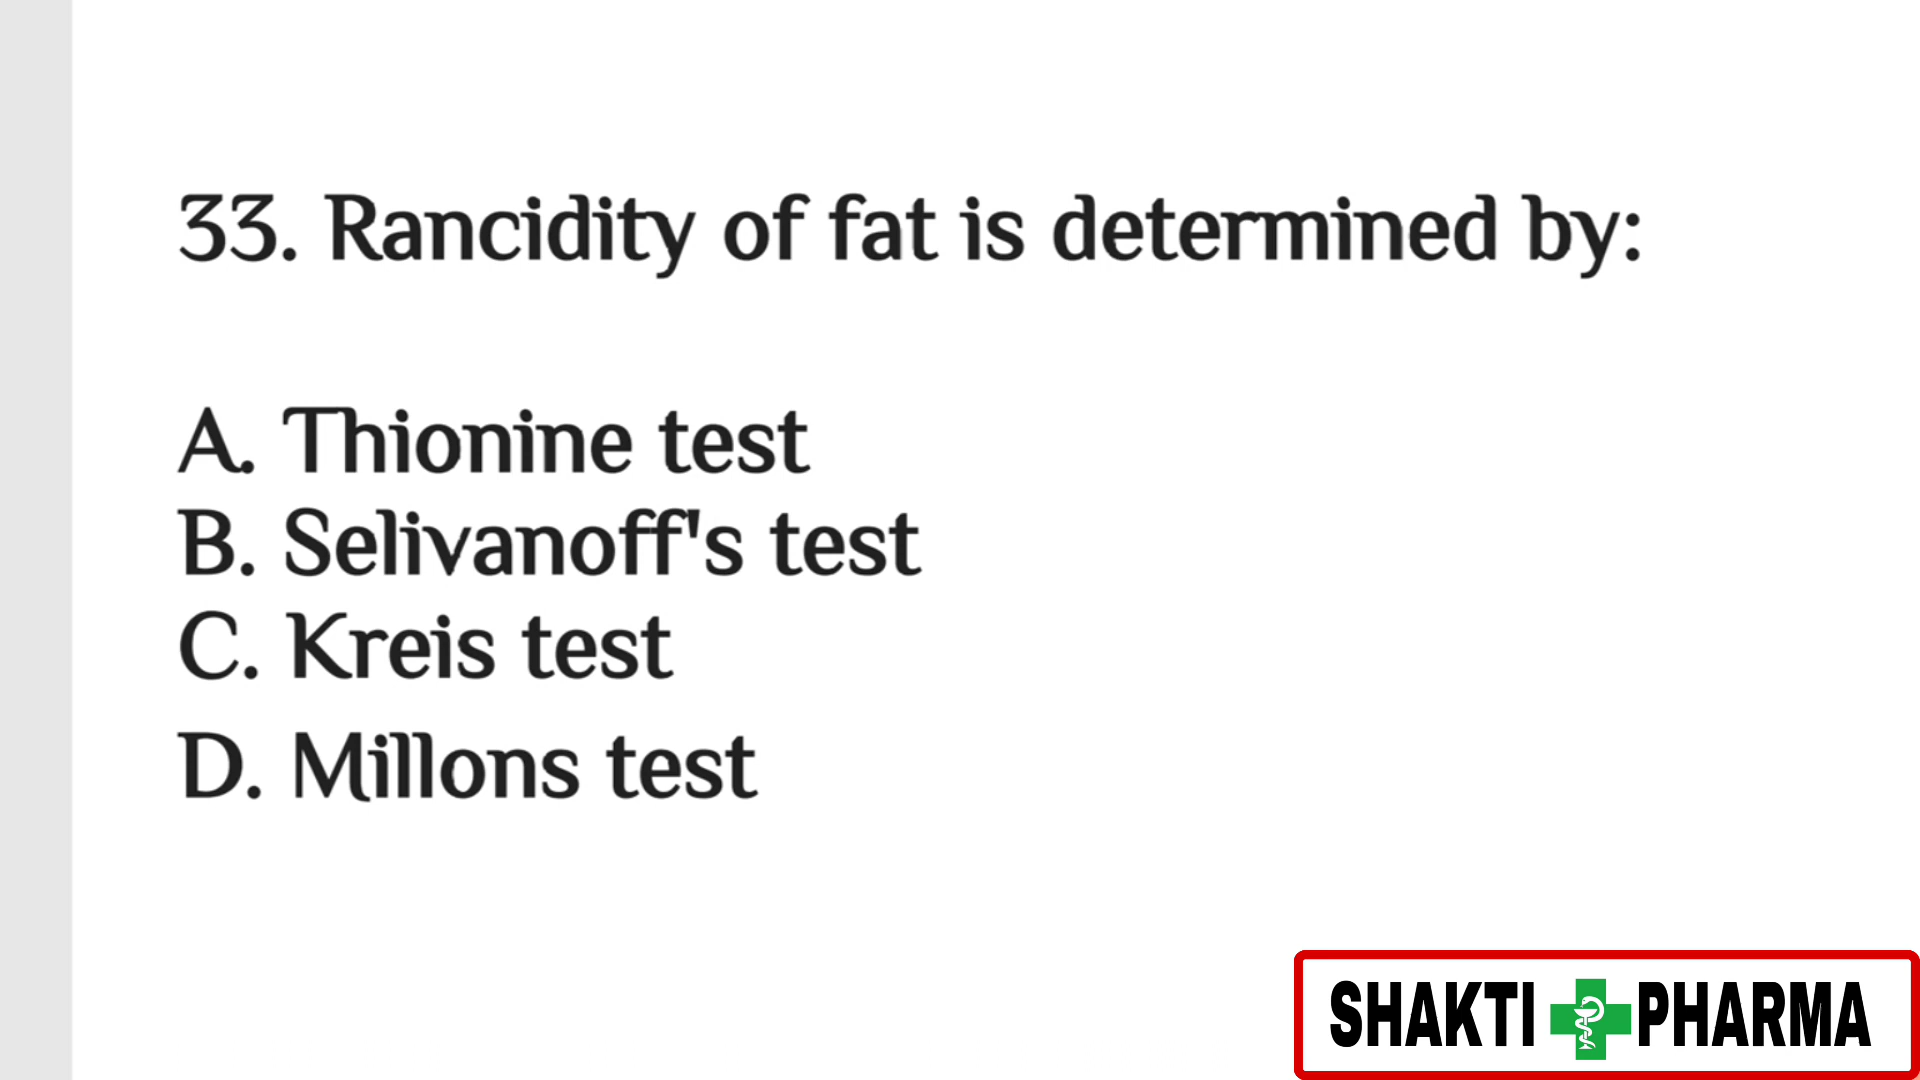 33. Rancidity of fat is determined by:
A. Thionine test
B. Selivanoff's test
C. Kreis test
D. Millons test
SHAKTI PHARMA